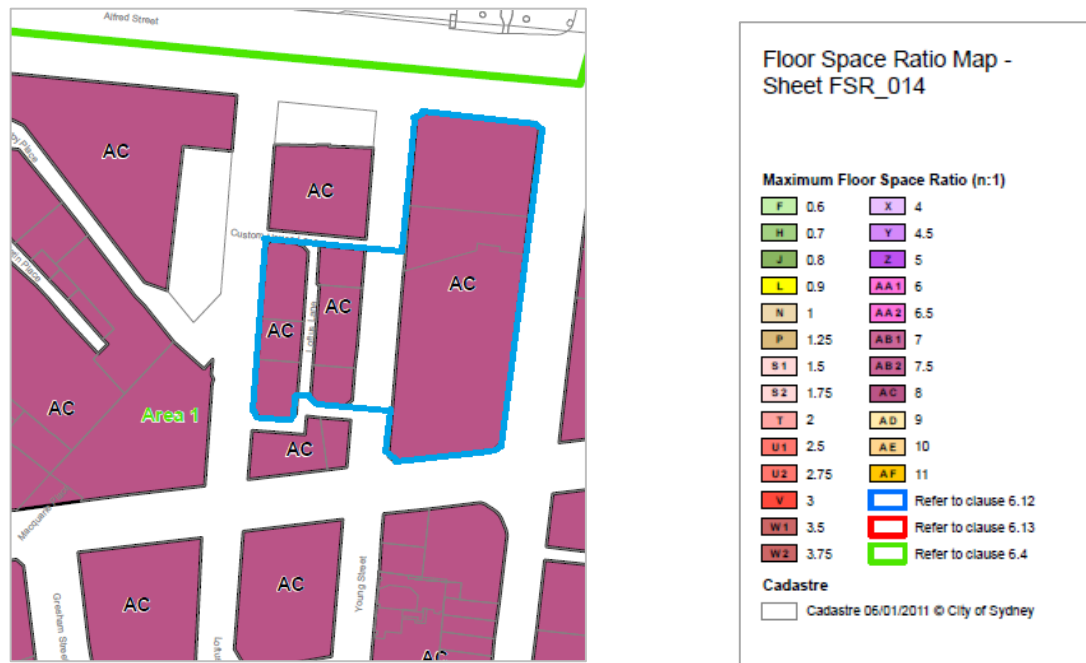 Alfred Street
AC
AC
AC
AC
AC
Loftus Lane
AC
Area 1
AC
AC
Macquarie Place
AC
AC
Young Street
Gresham Street
Floor Space Ratio Map -
Sheet FSR_014
Maximum Floor Space Ratio (n:1)
F 0.6 X 4
H 0.7 Y 4.5
J 0.8 Z 5
L 0.9 AA1 6
N 1 AA2 6.5
P 1.25 AB1 7
S1 1.5 AB2 7.5
S2 1.75 AC 8
T 2 AD 9
U1 2.5 AE 10
U2 2.75 AF 11
V 3 Refer to clause 6.12
W1 3.5 Refer to clause 6.13
W2 3.75 Refer to clause 6.4
Cadastre
Cadastre 06/01/2011 © City of Sydney